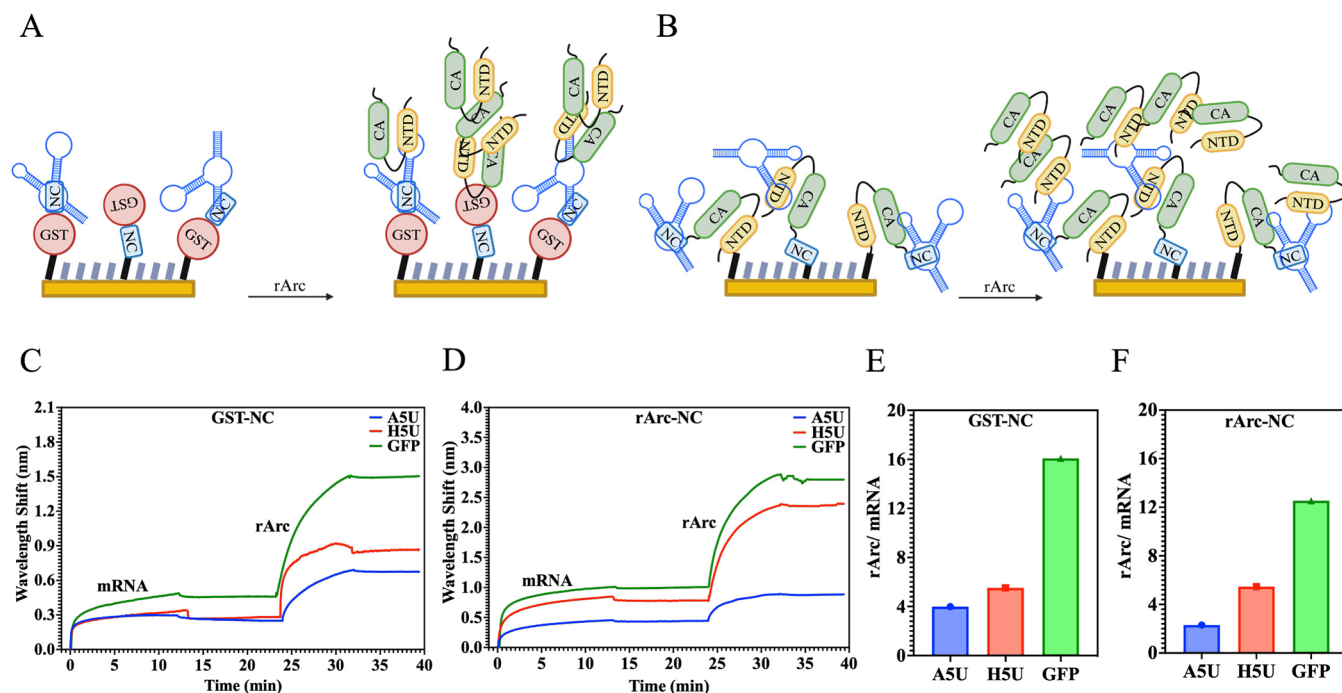 A
B
CA
NTD
CA
NTD
CA
NTD
NTD
CA
CA
NTD
NTD
CA
NC
GST
GST
NC
NC
GST
NC
GST
GST
NC
NC
GST
rArc
NC
CA
NTD
NTD
CA
NC
NTD
CA
NC
CA
NTD
CA
NTD
CA
NTD
CA
NTD
CA
NTD
NC
CA
NTD
NTD
CA
NC
NTD
CA
NC
CA
NTD
rArc
C
D
E
F
GST-NC
A5U
H5U
GFP
mRNA
rArc
2.1
1.8
1.5
1.2
0.9
0.6
0.3
0.0
Wavelength Shift (nm)
0 5 10 15 20 25 30 35 40
Time (min)
rArc-NC
A5U
H5U
GFP
mRNA
rArc
4.0
3.5
3.0
2.5
2.0
1.5
1.0
0.5
0.0
Wavelength Shift (nm)
0 5 10 15 20 25 30 35 40
Time (min)
GST-NC
20
16
12
8
4
0
rArc/ mRNA
A5U H5U GFP
rArc-NC
20
16
12
8
4
0
rArc/ mRNA
A5U H5U GFP